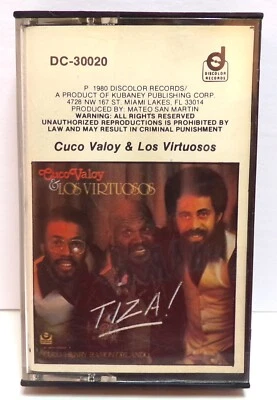 DC-30020
d
DISCOLOR
RECORDS
P 1980 DISCOLOR RECORDS/
A PRODUCT OF KUBANEY PUBLISHING CORP.
4728 NW 167 ST. MIAMI LAKES, FL 33014
PRODUCED BY: MATEO SAN MARTIN
WARNING: ALL RIGHTS RESERVED
UNAUTHORIZED REPRODUCTIONS IS PROHIBITED BY
LAW AND MAY RESULT IN CRIMINAL PUNISHMENT
Cuco Valoy & Los Virtuosos
Cuco Valoy
& LOS VIRTUOSOS
TIZA!